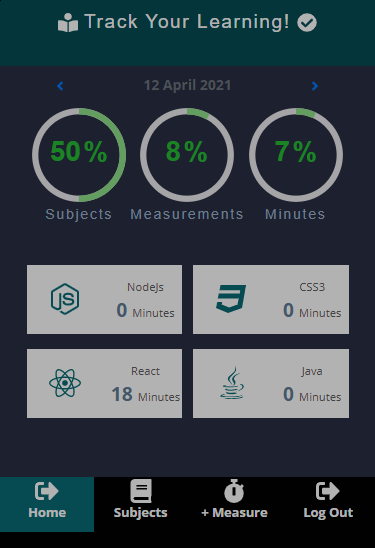 Track Your Learning!
12 April 2021
50% 8% 7%
Subjects Measurements Minutes
NodeJs
0 Minutes
CSS3
0 Minutes
React
18 Minutes
Java
0 Minutes
Home Subjects + Measure Log Out